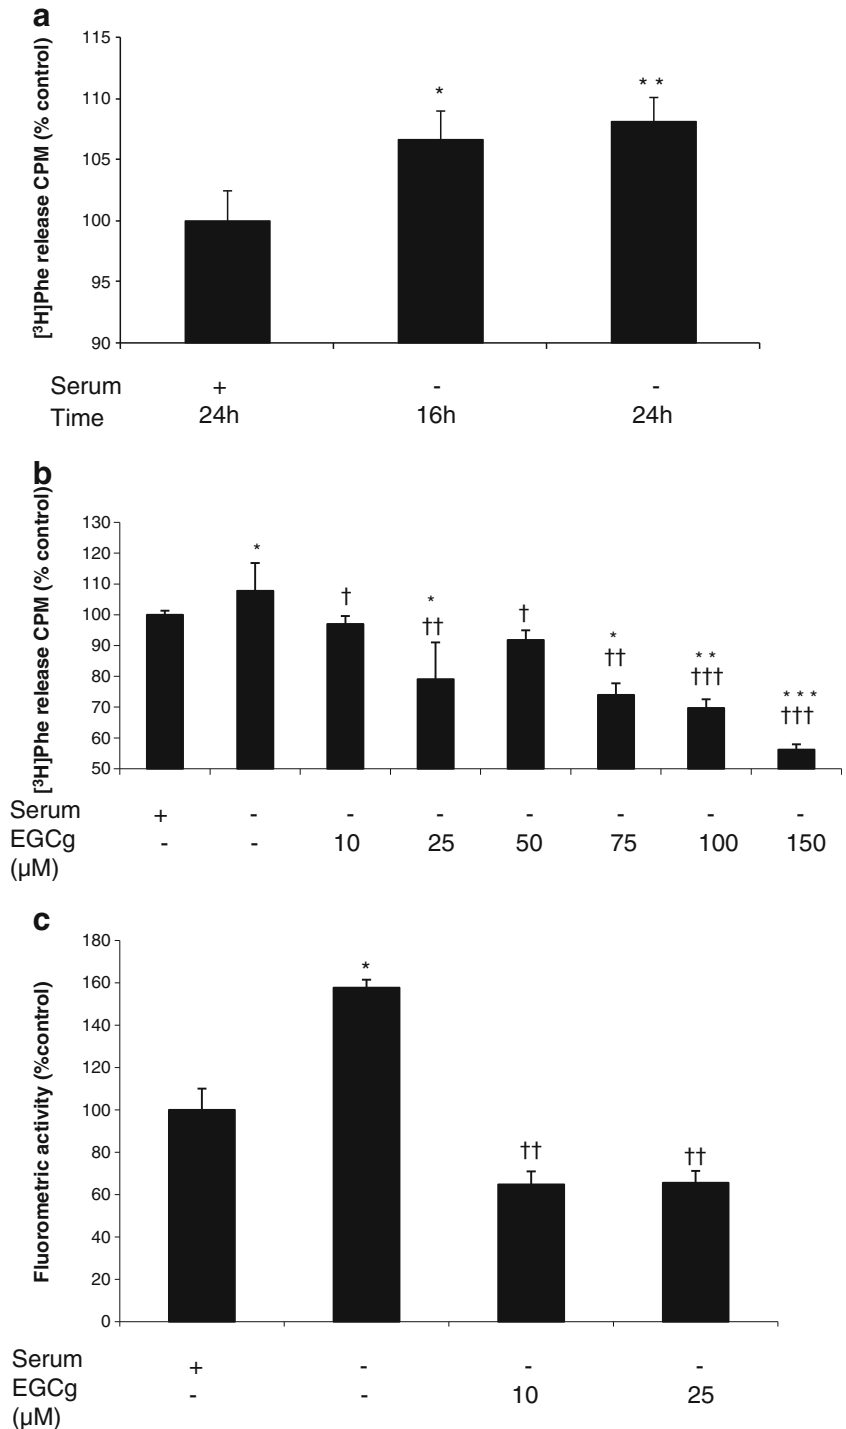 a
[³H]Phe release CPM (% control)
115
110
105
100
95
90
*
* *
Serum + - -
Time 24h 16h 24h
b
[³H]Phe release CPM (% control)
130
120
110
100
90
80
70
60
50
*
†
*
††
†
*
††
* *
†††
* * *
†††
Serum + - - - - - - -
EGCg - - 10 25 50 75 100 150
(µM)
c
Fluorometric activity (%control)
180
160
140
120
100
80
60
40
20
0
*
††
††
Serum + - - -
EGCg - - 10 25
(µM)